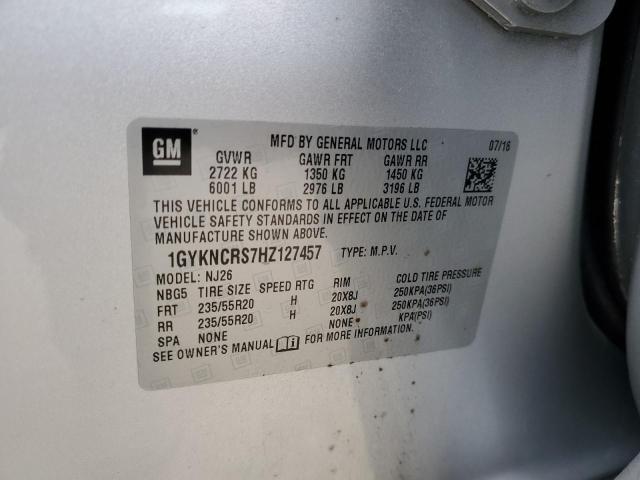 GM
MFD BY GENERAL MOTORS LLC 07/16
GVWR GAWR FRT GAWR RR
2722 KG 1350 KG 1450 KG
6001 LB 2976 LB 3196 LB
THIS VEHICLE CONFORMS TO ALL APPLICABLE U.S. FEDERAL MOTOR
VEHICLE SAFETY STANDARDS IN EFFECT ON THE DATE OF
MANUFACTURE SHOWN ABOVE.
1GYKNCRS7HZ127457 TYPE: M.P.V.
MODEL: NJ26
NBG5 TIRE SIZE SPEED RTG RIM COLD TIRE PRESSURE
FRT 235/55R20 H 20X8J 250KPA(36PSI)
RR 235/55R20 H 20X8J 250KPA(36PSI)
SPA NONE NONE KPA(PSI)
SEE OWNER'S MANUAL FOR MORE INFORMATION.